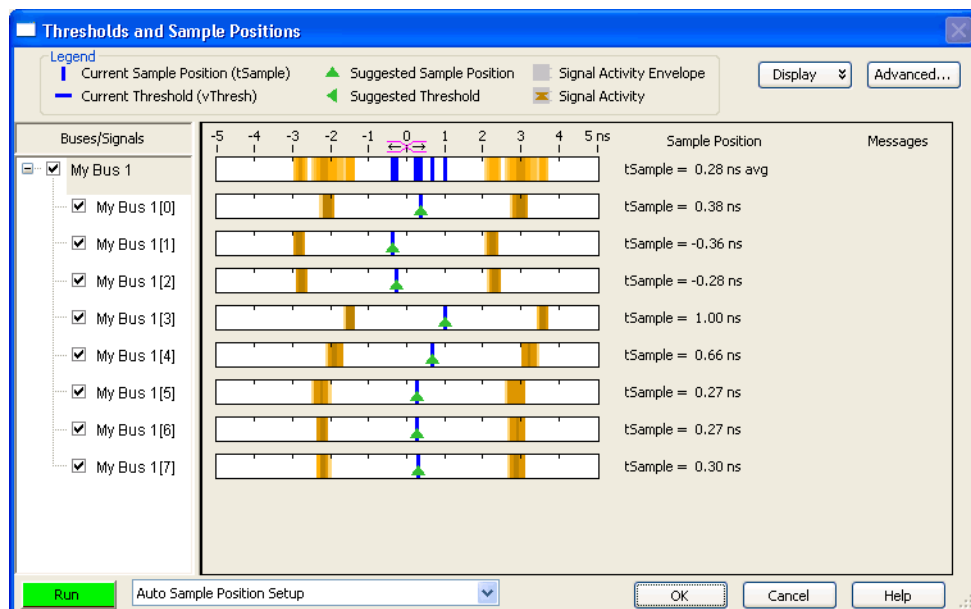 Thresholds and Sample Positions
Legend
Current Sample Position (tSample)
Suggested Sample Position
Signal Activity Envelope
Current Threshold (vThresh)
Suggested Threshold
Signal Activity
Display
Advanced...
Buses/Signals
-5 -4 -3 -2 -1 0 1 2 3 4 5 ns
Sample Position
Messages
My Bus 1
tSample = 0.28 ns avg
My Bus 1[0]
tSample = 0.38 ns
My Bus 1[1]
tSample = -0.36 ns
My Bus 1[2]
tSample = -0.28 ns
My Bus 1[3]
tSample = 1.00 ns
My Bus 1[4]
tSample = 0.66 ns
My Bus 1[5]
tSample = 0.27 ns
My Bus 1[6]
tSample = 0.27 ns
My Bus 1[7]
tSample = 0.30 ns
Run
Auto Sample Position Setup
OK
Cancel
Help